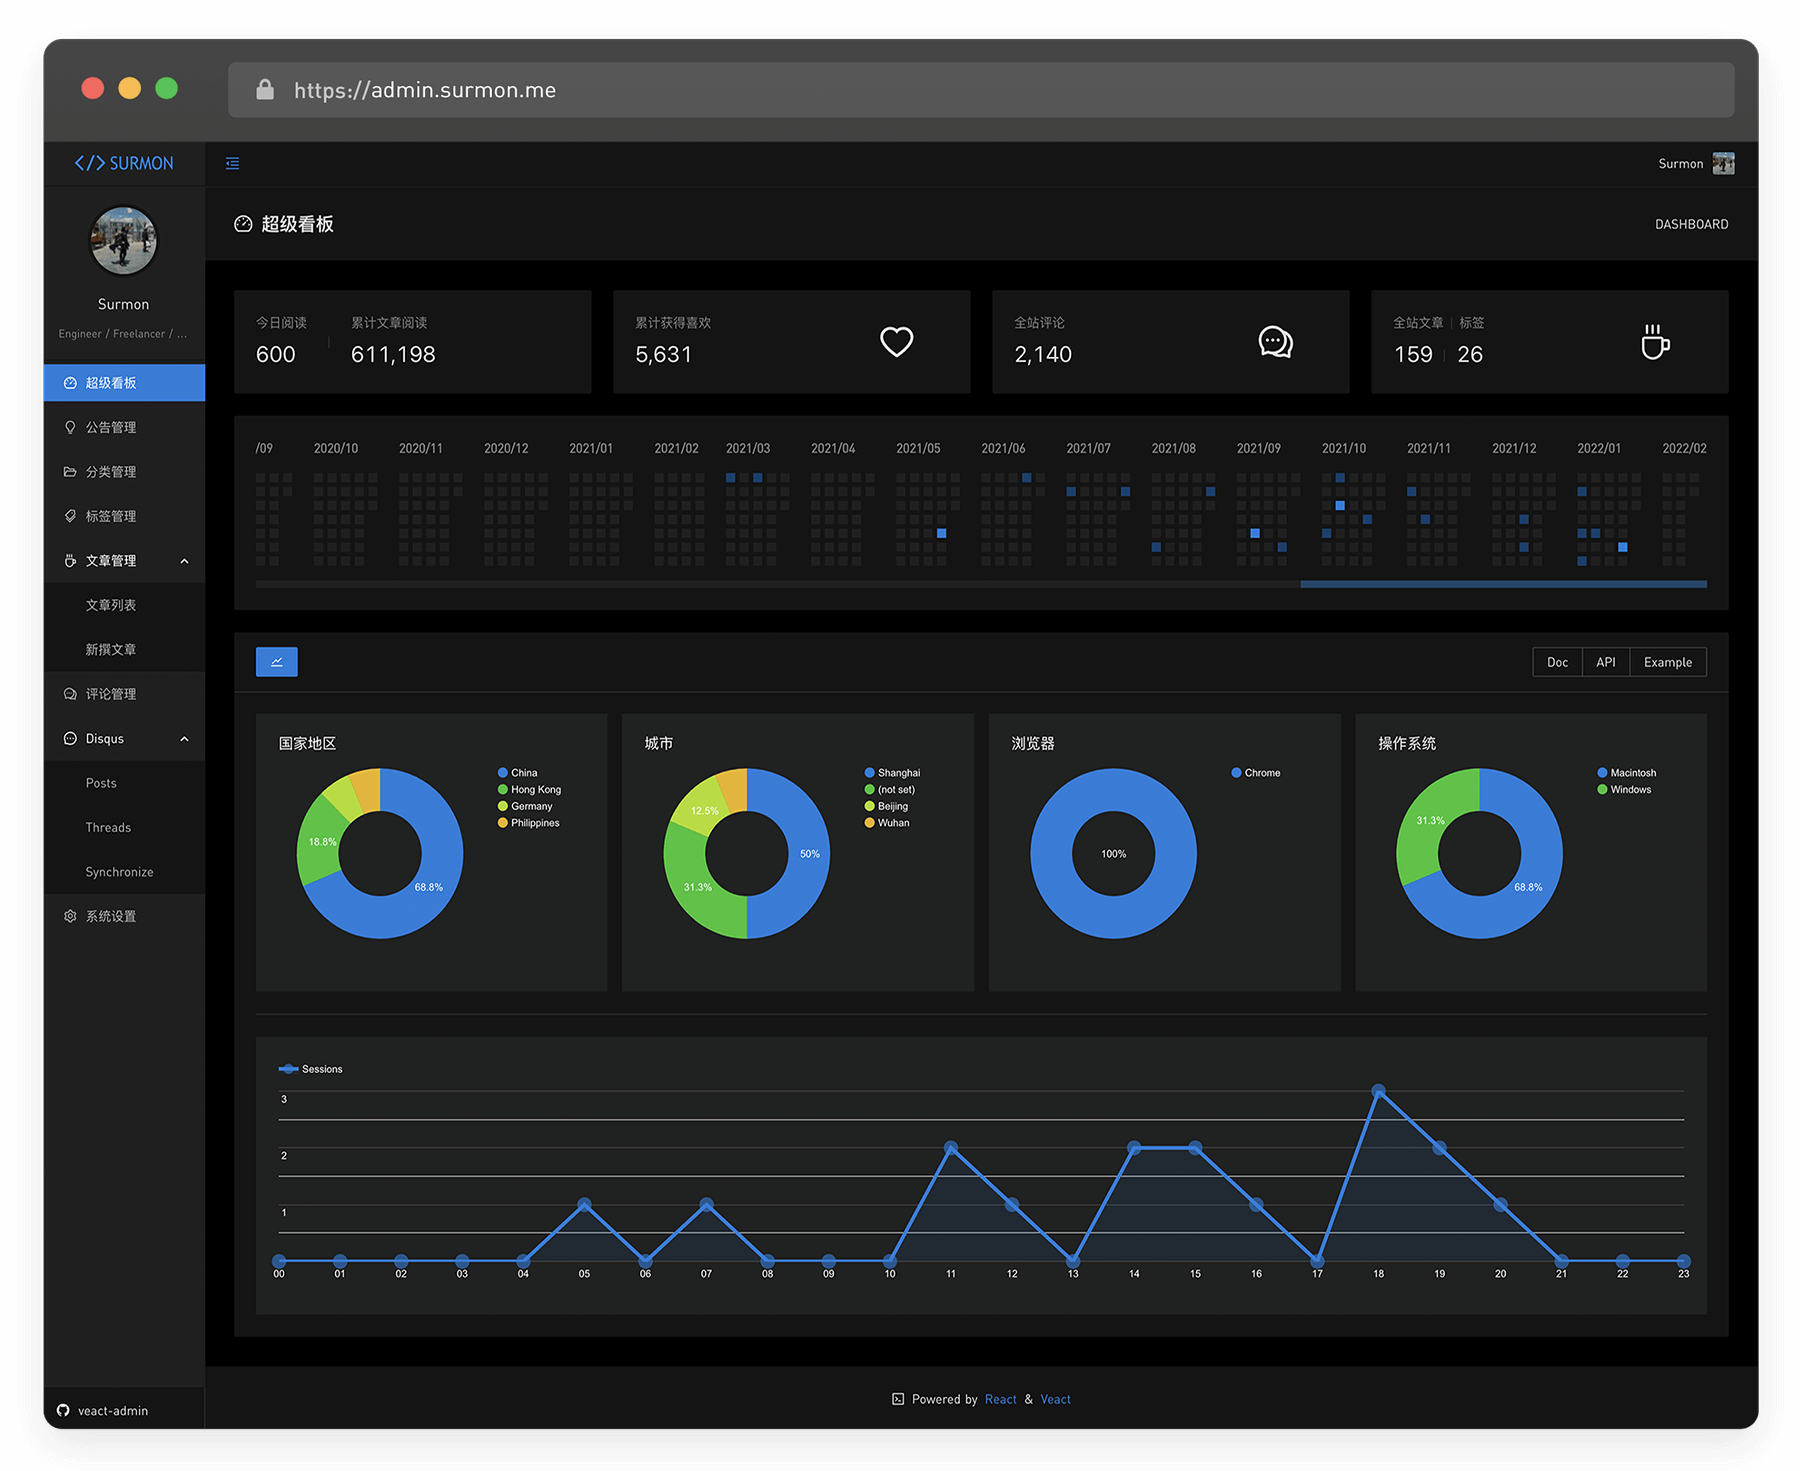 https://admin.surmon.me
</> SURMON
Surmon
Surmon
Engineer / Freelancer / ...
超级看板
公告管理
分类管理
标签管理
文章管理
文章列表
新撰文章
评论管理
Disqus
Posts
Threads
Synchronize
系统设置
veact-admin
超级看板
DASHBOARD
今日阅读 累计文章阅读
600 611,198
累计获得喜欢
5,631
全站评论
2,140
全站文章 标签
159 26
/09 2020/10 2020/11 2020/12 2021/01 2021/02 2021/03 2021/04 2021/05 2021/06 2021/07 2021/08 2021/09 2021/10 2021/11 2021/12 2022/01 2022/02
Doc API Example
国家地区
China
Hong Kong
Germany
Philippines
18.8%
68.8%
城市
Shanghai
(not set)
Beijing
Wuhan
12.5%
50%
31.3%
浏览器
Chrome
100%
操作系统
Macintosh
Windows
31.3%
68.8%
Sessions
3
2
1
00 01 02 03 04 05 06 07 08 09 10 11 12 13 14 15 16 17 18 19 20 21 22 23
Powered by React & Veact